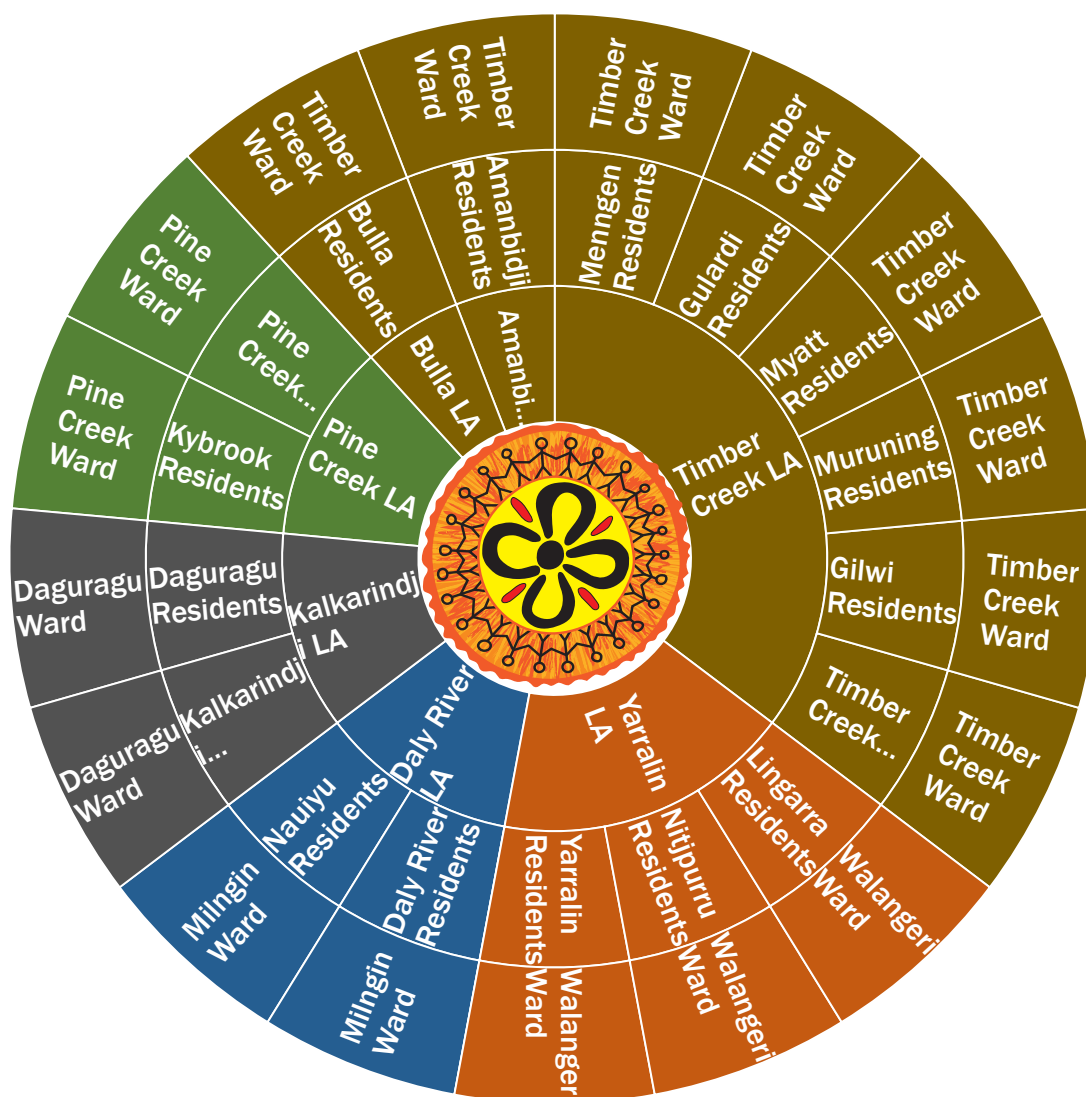 Timber
Creek
Ward
Timber
Creek
Ward
Timber
Creek
Ward
Timber
Creek
Ward
Timber
Creek
Ward
Timber
Creek
Ward
Timber
Creek
Ward
Timber
Creek
Ward
Walangeri
Ward
Walangeri
Ward
Walanger
Ward
Milngin
Ward
Milngin
Ward
Daguragu
Ward
Daguragu
Ward
Pine
Creek
Ward
Pine
Creek
Ward
Menngen
Residents
Gulardi
Residents
Myatt
Residents
Muruning
Residents
Gilwi
Residents
Timber
Creek...
Lingarra
Residents
Nitjpurru
Residents
Yarralin
Residents
Daly River
Residents
Nauiyu
Residents
Kalkarindj
i...
Daguragu
Residents
Kybrook
Residents
Pine
Creek...
Bulla
Residents
Amanbidji
Residents
Timber
Creek LA
Yarralin
LA
Daly River
LA
Kalkarindj
i LA
Pine
Creek LA
Bulla LA
Amanbi...